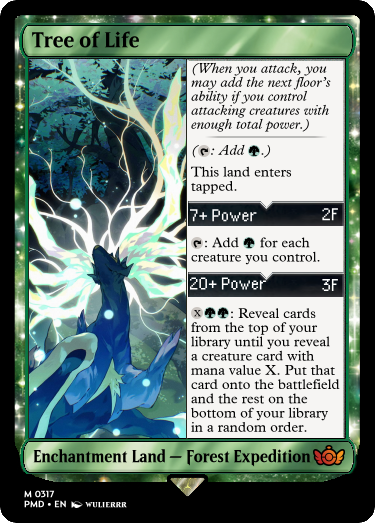 Tree of Life
(When you attack, you
may add the next floor's
ability if you control
attacking creatures with
enough total power.)
(: Add .)
This land enters
tapped.
7+ Power 2F
: Add for each
creature you control.
20+ Power 3F
X: Reveal cards
from the top of your
library until you reveal
a creature card with
mana value X. Put that
card onto the battlefield
and the rest on the
bottom of your library
in a random order.
Enchantment Land — Forest Expedition
M 0317
PMD • EN WULIERRR